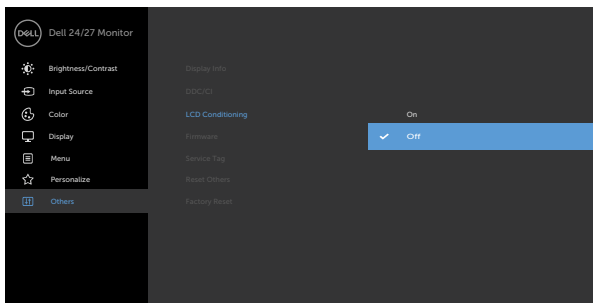 DELL Dell 24/27 Monitor
Brightness/Contrast
Input Source
Color
Display
Menu
Personalize
Others
Display Info
DDC/CI
LCD Conditioning
Firmware
Service Tag
Reset Others
Factory Reset
On
Off